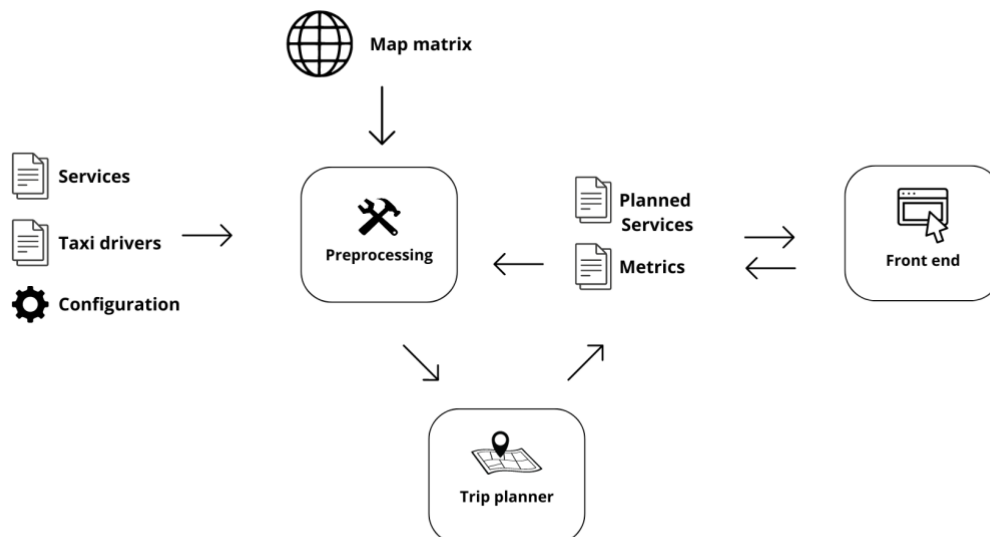 Map matrix
Services
Taxi drivers
Configuration
Preprocessing
Planned
Services
Metrics
Front end
Trip planner